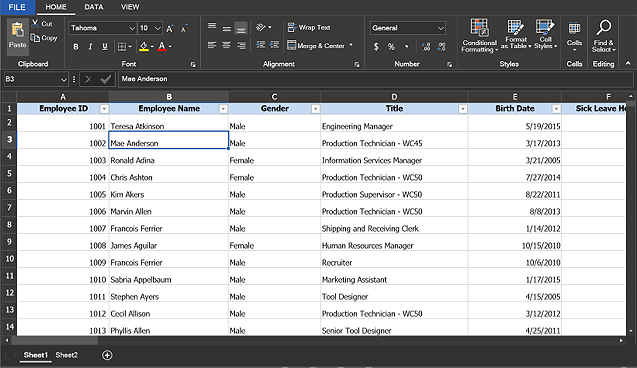 FILE HOME DATA VIEW
Cut
Copy
Paste
Clipboard
Tahoma 10
B I U
Font
Wrap Text
Merge & Center
Alignment
General
$ %
Number
Conditional Formatting
Format as Table
Cell Styles
Styles
Cells
Cells
Find & Select
Editing
B3 Mae Anderson
A B C D E F
1 Employee ID Employee Name Gender Title Birth Date Sick Leave
2 1001 Teresa Atkinson Male Engineering Manager 5/19/2015
3 1002 Mae Anderson Male Production Technician - WC45 3/17/2013
4 1003 Ronald Adina Female Information Services Manager 3/21/2005
5 1004 Chris Ashton Female Production Technician - WC50 7/27/2014
6 1005 Kim Akers Male Production Supervisor - WC50 8/22/2011
7 1006 Marvin Allen Male Production Technician - WC50 8/8/2013
8 1007 Francois Ferrier Male Shipping and Receiving Clerk 1/14/2012
9 1008 James Aguilar Female Human Resources Manager 10/15/2010
10 1009 Francois Ferrier Male Recruiter 10/6/2010
11 1010 Sabria Appelbaum Male Marketing Assistant 1/17/2015
12 1011 Stephen Ayers Male Tool Designer 4/15/2005
13 1012 Cecil Allison Male Production Technician - WC50 3/12/2012
14 1013 Phyllis Allen Male Senior Tool Designer 4/25/2011
Sheet1 Sheet2